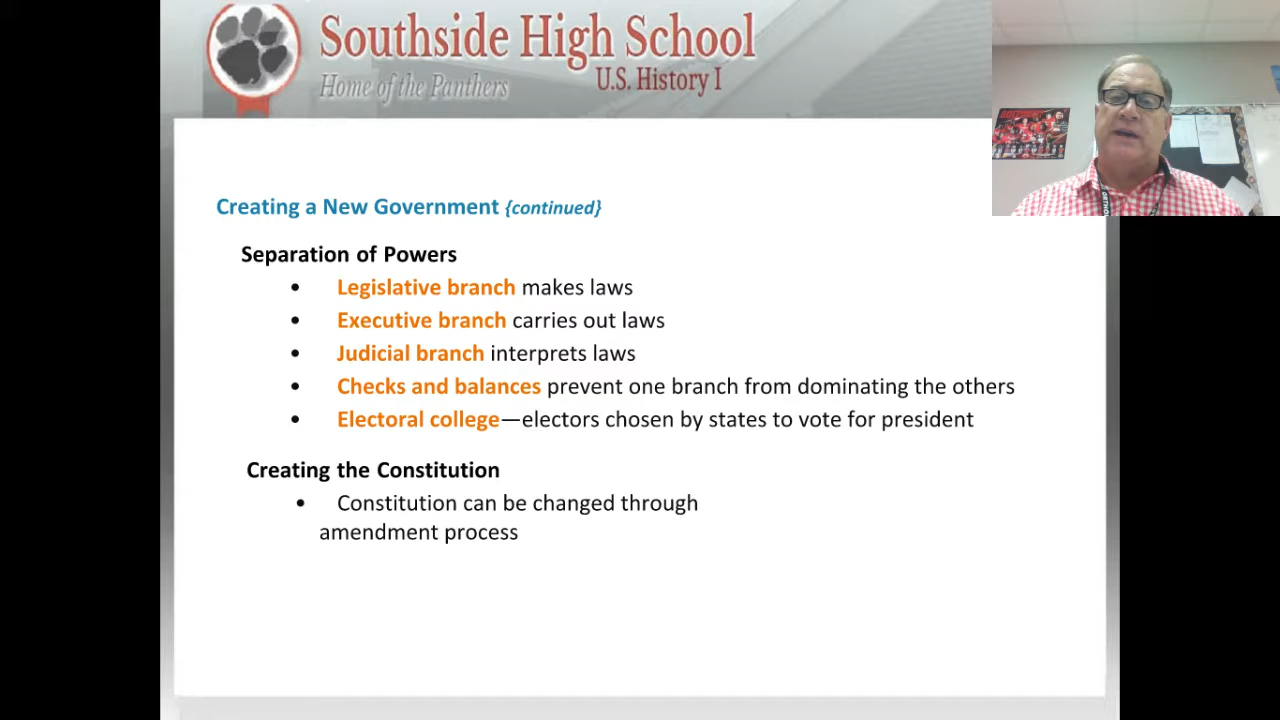 Southside High School
Home of the Panthers
U.S. History I
Creating a New Government {continued}
Separation of Powers
• Legislative branch makes laws
• Executive branch carries out laws
• Judicial branch interprets laws
• Checks and balances prevent one branch from dominating the others
• Electoral college—electors chosen by states to vote for president
Creating the Constitution
• Constitution can be changed through
amendment process